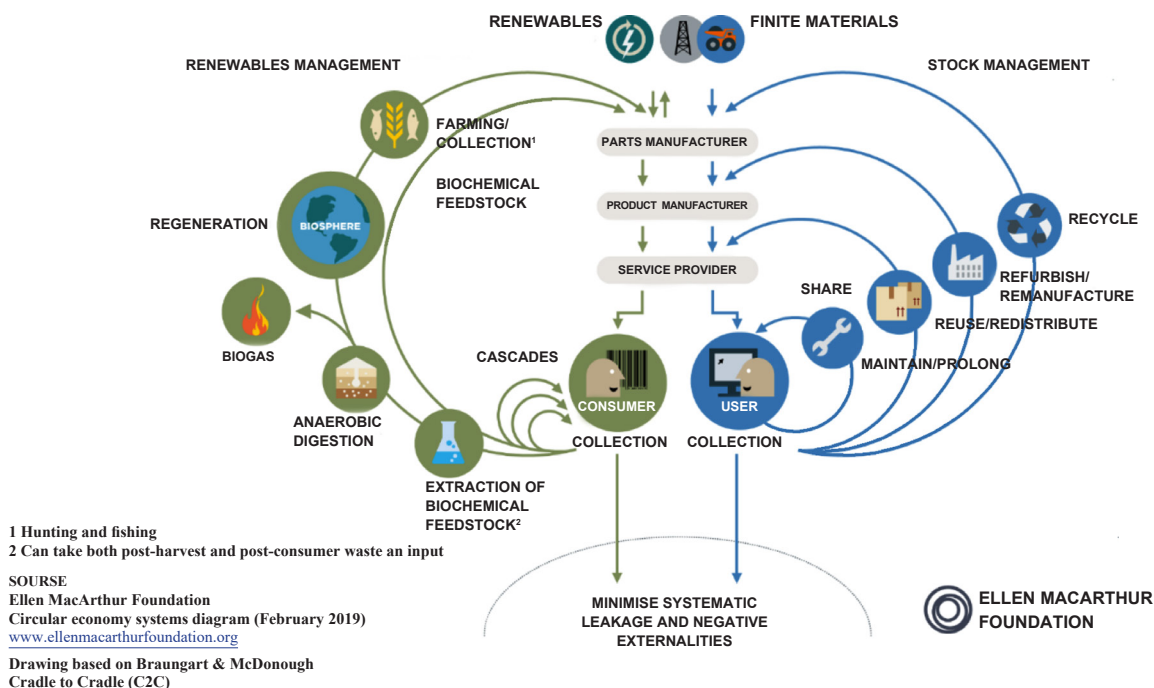 RENEWABLES
FINITE MATERIALS
RENEWABLES MANAGEMENT
STOCK MANAGEMENT
FARMING/
COLLECTION¹
PARTS MANUFACTURER
BIOCHEMICAL
FEEDSTOCK
PRODUCT MANUFACTURER
REGENERATION
BIOSPHERE
RECYCLE
SERVICE PROVIDER
SHARE
REFURBISH/
REMANUFACTURE
REUSE/REDISTRIBUTE
BIOGAS
CASCADES
MAINTAIN/PROLONG
CONSUMER
USER
ANAEROBIC
DIGESTION
COLLECTION
COLLECTION
EXTRACTION OF
BIOCHEMICAL
FEEDSTOCK²
1 Hunting and fishing
2 Can take both post-harvest and post-consumer waste an input
SOURSE
Ellen MacArthur Foundation
Circular economy systems diagram (February 2019)
www.ellenmacarthurfoundation.org
Drawing based on Braungart & McDonough
Cradle to Cradle (C2C)
MINIMISE SYSTEMATIC
LEAKAGE AND NEGATIVE
EXTERNALITIES
ELLEN MACARTHUR
FOUNDATION